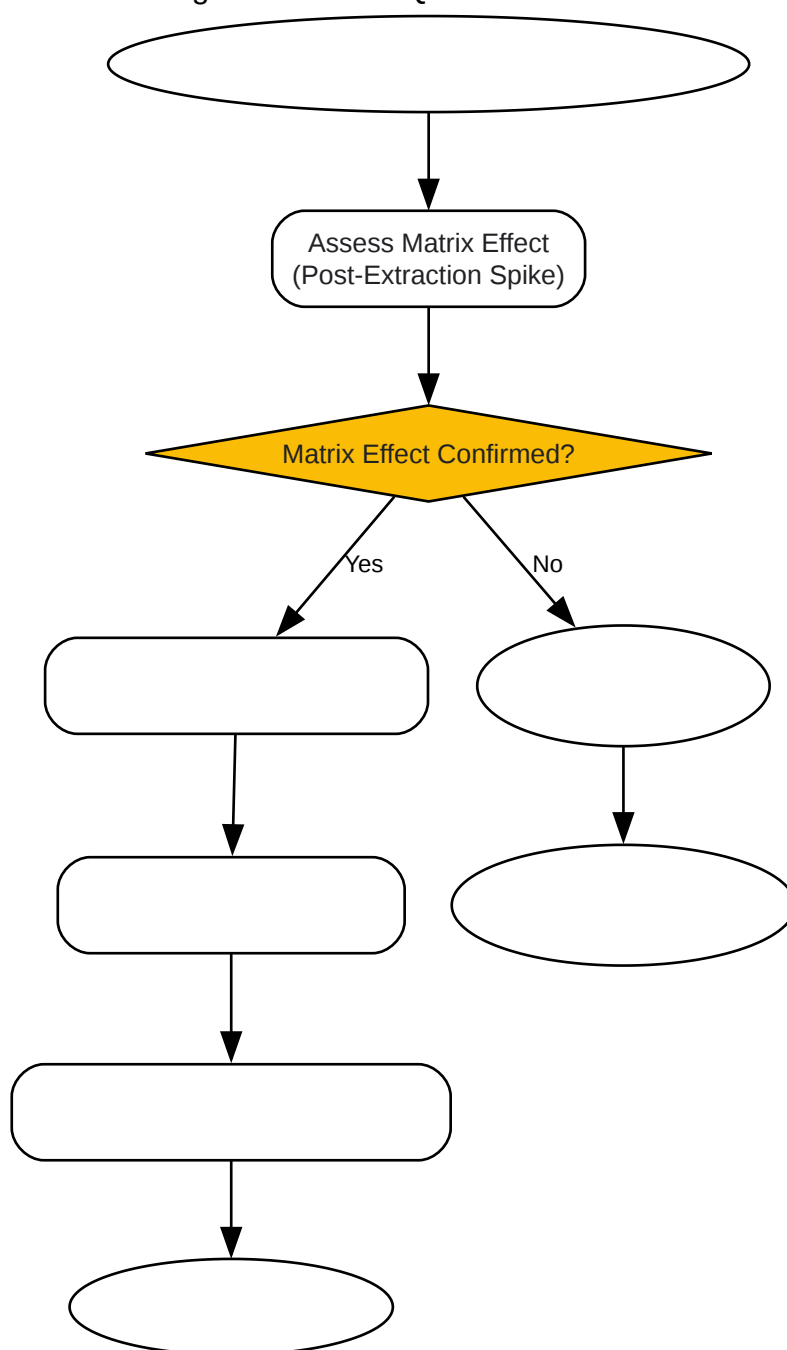 Assess Matrix Effect
(Post-Extraction Spike)
Matrix Effect Confirmed?
Yes
No